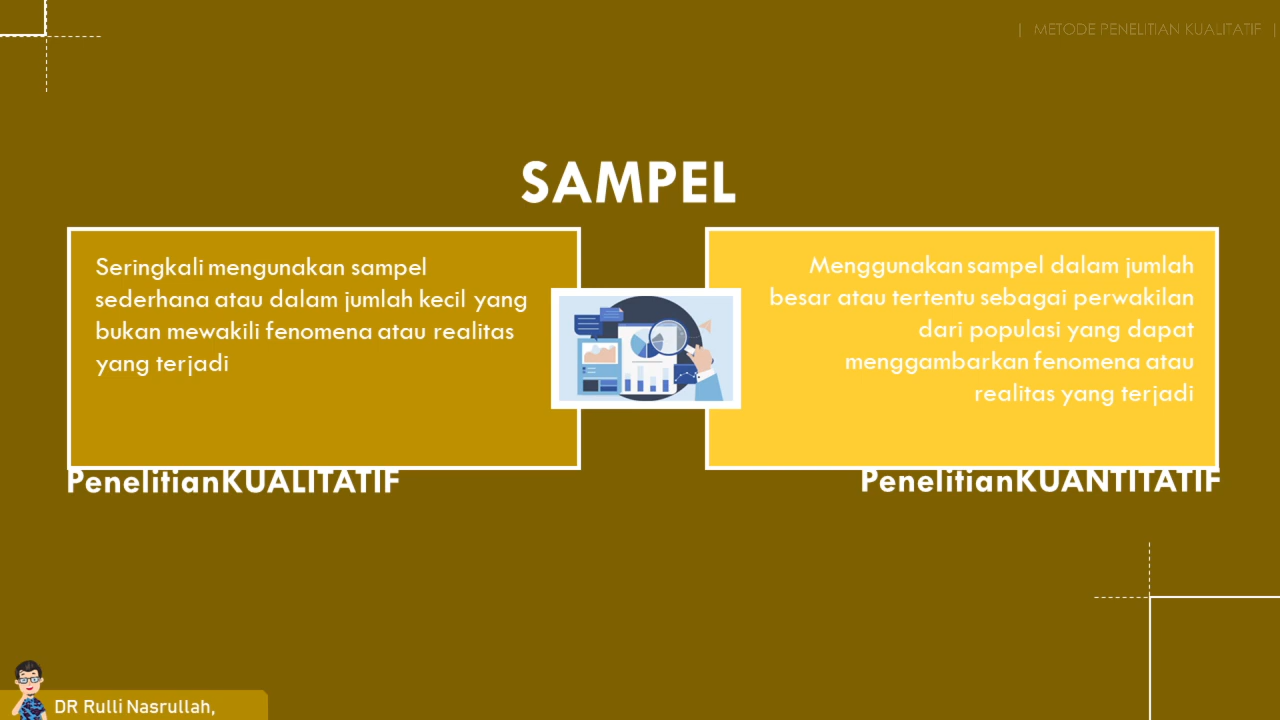 | METODE PENELITIAN KUALITATIF |
SAMPEL
Seringkali mengunakan sampel
sederhana atau dalam jumlah kecil yang
bukan mewakili fenomena atau realitas
yang terjadi
Menggunakan sampel dalam jumlah
besar atau tertentu sebagai perwakilan
dari populasi yang dapat
menggambarkan fenomena atau
realitas yang terjadi
PenelitianKUALITATIF
PenelitianKUANTITATIF
DR Rulli Nasrullah,